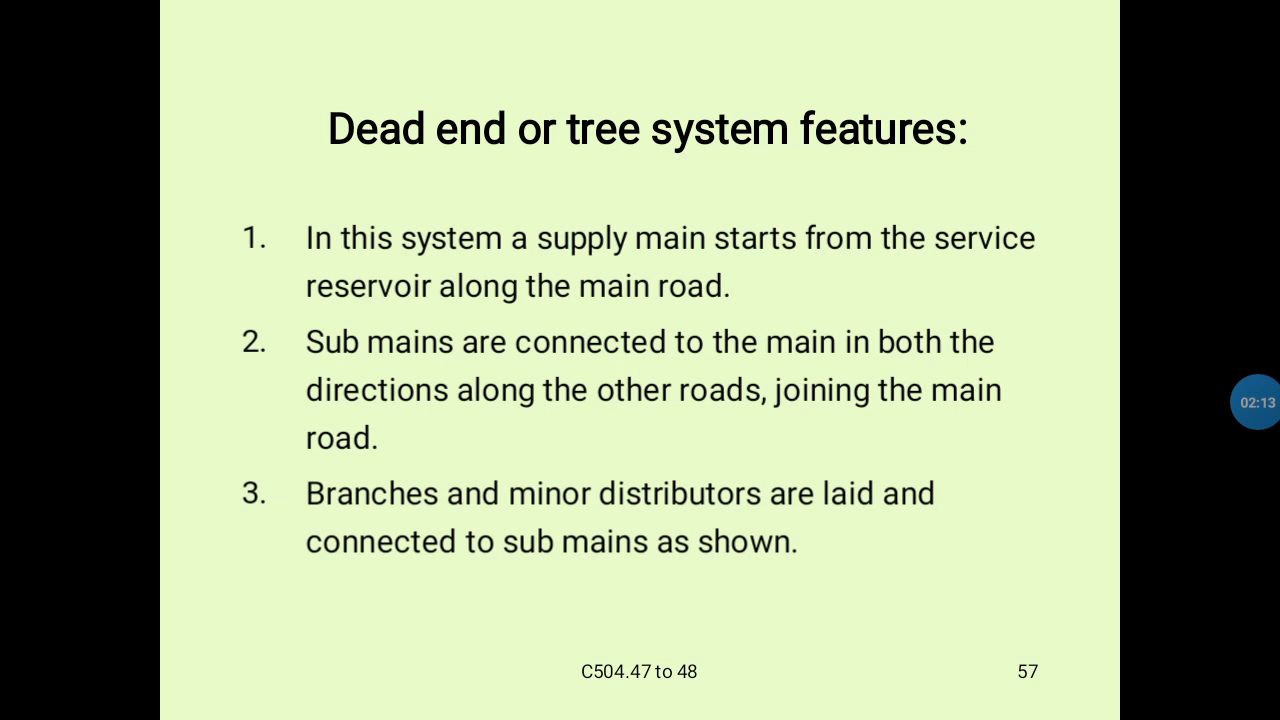 Dead end or tree system features:
1. In this system a supply main starts from the service
reservoir along the main road.
2. Sub mains are connected to the main in both the
directions along the other roads, joining the main
road.
3. Branches and minor distributors are laid and
connected to sub mains as shown.
02:13
C504.47 to 48
57